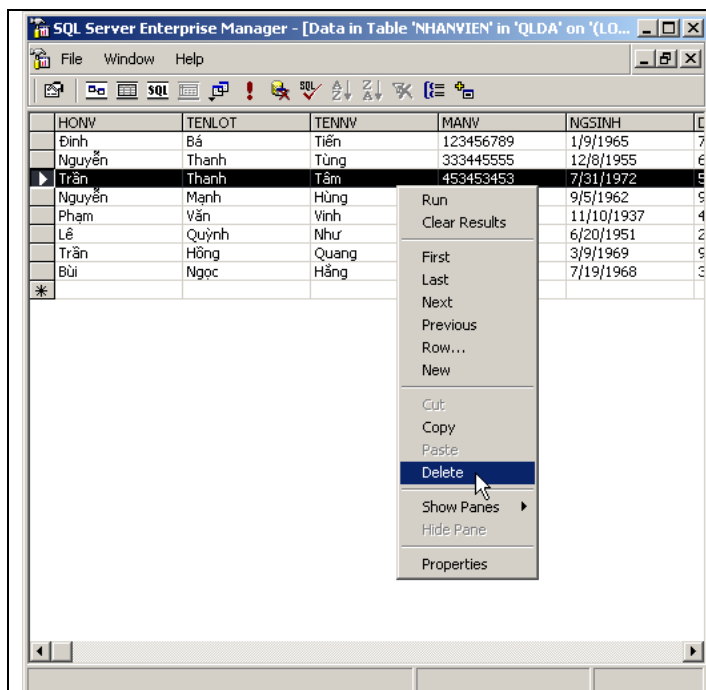 SQL Server Enterprise Manager - [Data in Table 'NHANVIEN' in 'QLDA' on '(LO...
File Window Help
SQL SQL
HONV TENLOT TENNV MANV NGSINH
Đinh Bá Tiến 123456789 1/9/1965
Nguyễn Thanh Tùng 333445555 12/8/1955
Trần Thanh Tâm 453453453 7/31/1972
Nguyễn Mạnh Hùng 9/5/1962
Phạm Văn Vinh 11/10/1937
Lê Quỳnh Như 6/20/1951
Trần Hồng Quang 3/9/1969
Bùi Ngọc Hằng 7/19/1968
Run
Clear Results
First
Last
Next
Previous
Row...
New
Cut
Copy
Paste
Delete
Show Panes
Hide Pane
Properties